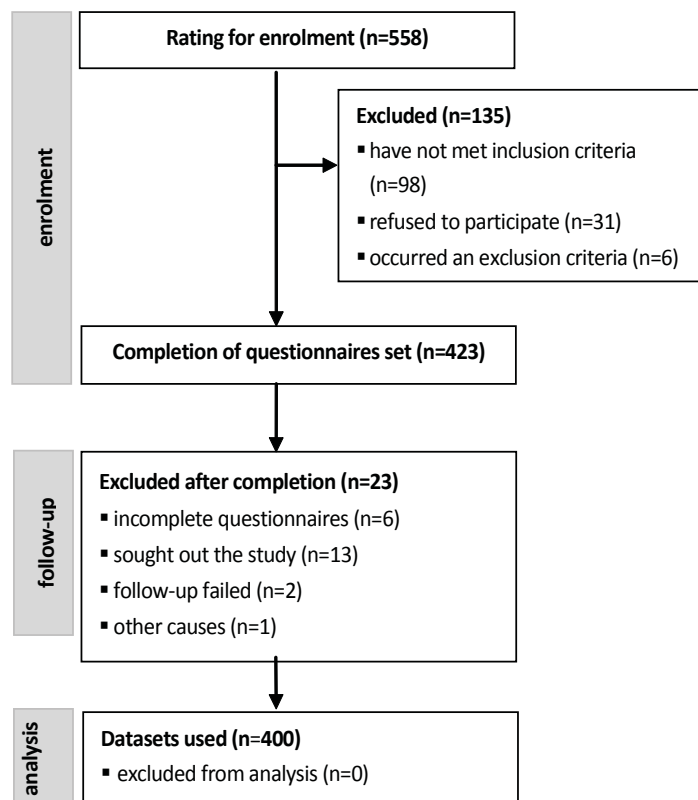 enrolment
Rating for enrolment (n=558)
Excluded (n=135)
▪ have not met inclusion criteria
(n=98)
▪ refused to participate (n=31)
▪ occurred an exclusion criteria (n=6)
Completion of questionnaires set (n=423)
follow-up
Excluded after completion (n=23)
▪ incomplete questionnaires (n=6)
▪ sought out the study (n=13)
▪ follow-up failed (n=2)
▪ other causes (n=1)
analysis
Datasets used (n=400)
▪ excluded from analysis (n=0)